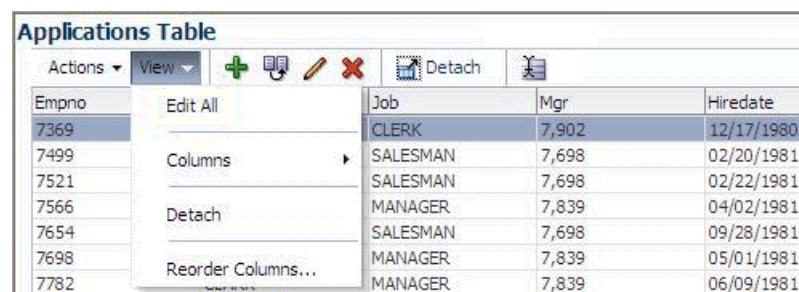 Applications Table
Actions View Detach
Empno Job Mgr Hiredate
Edit All
7369 CLERK 7,902 12/17/1980
7499 SALESMAN 7,698 02/20/1981
Columns
7521 SALESMAN 7,698 02/22/1981
7566 MANAGER 7,839 04/02/1981
Detach
7654 SALESMAN 7,698 09/28/1981
7698 MANAGER 7,839 05/01/1981
Reorder Columns...
7782 MANAGER 7,839 06/09/1981